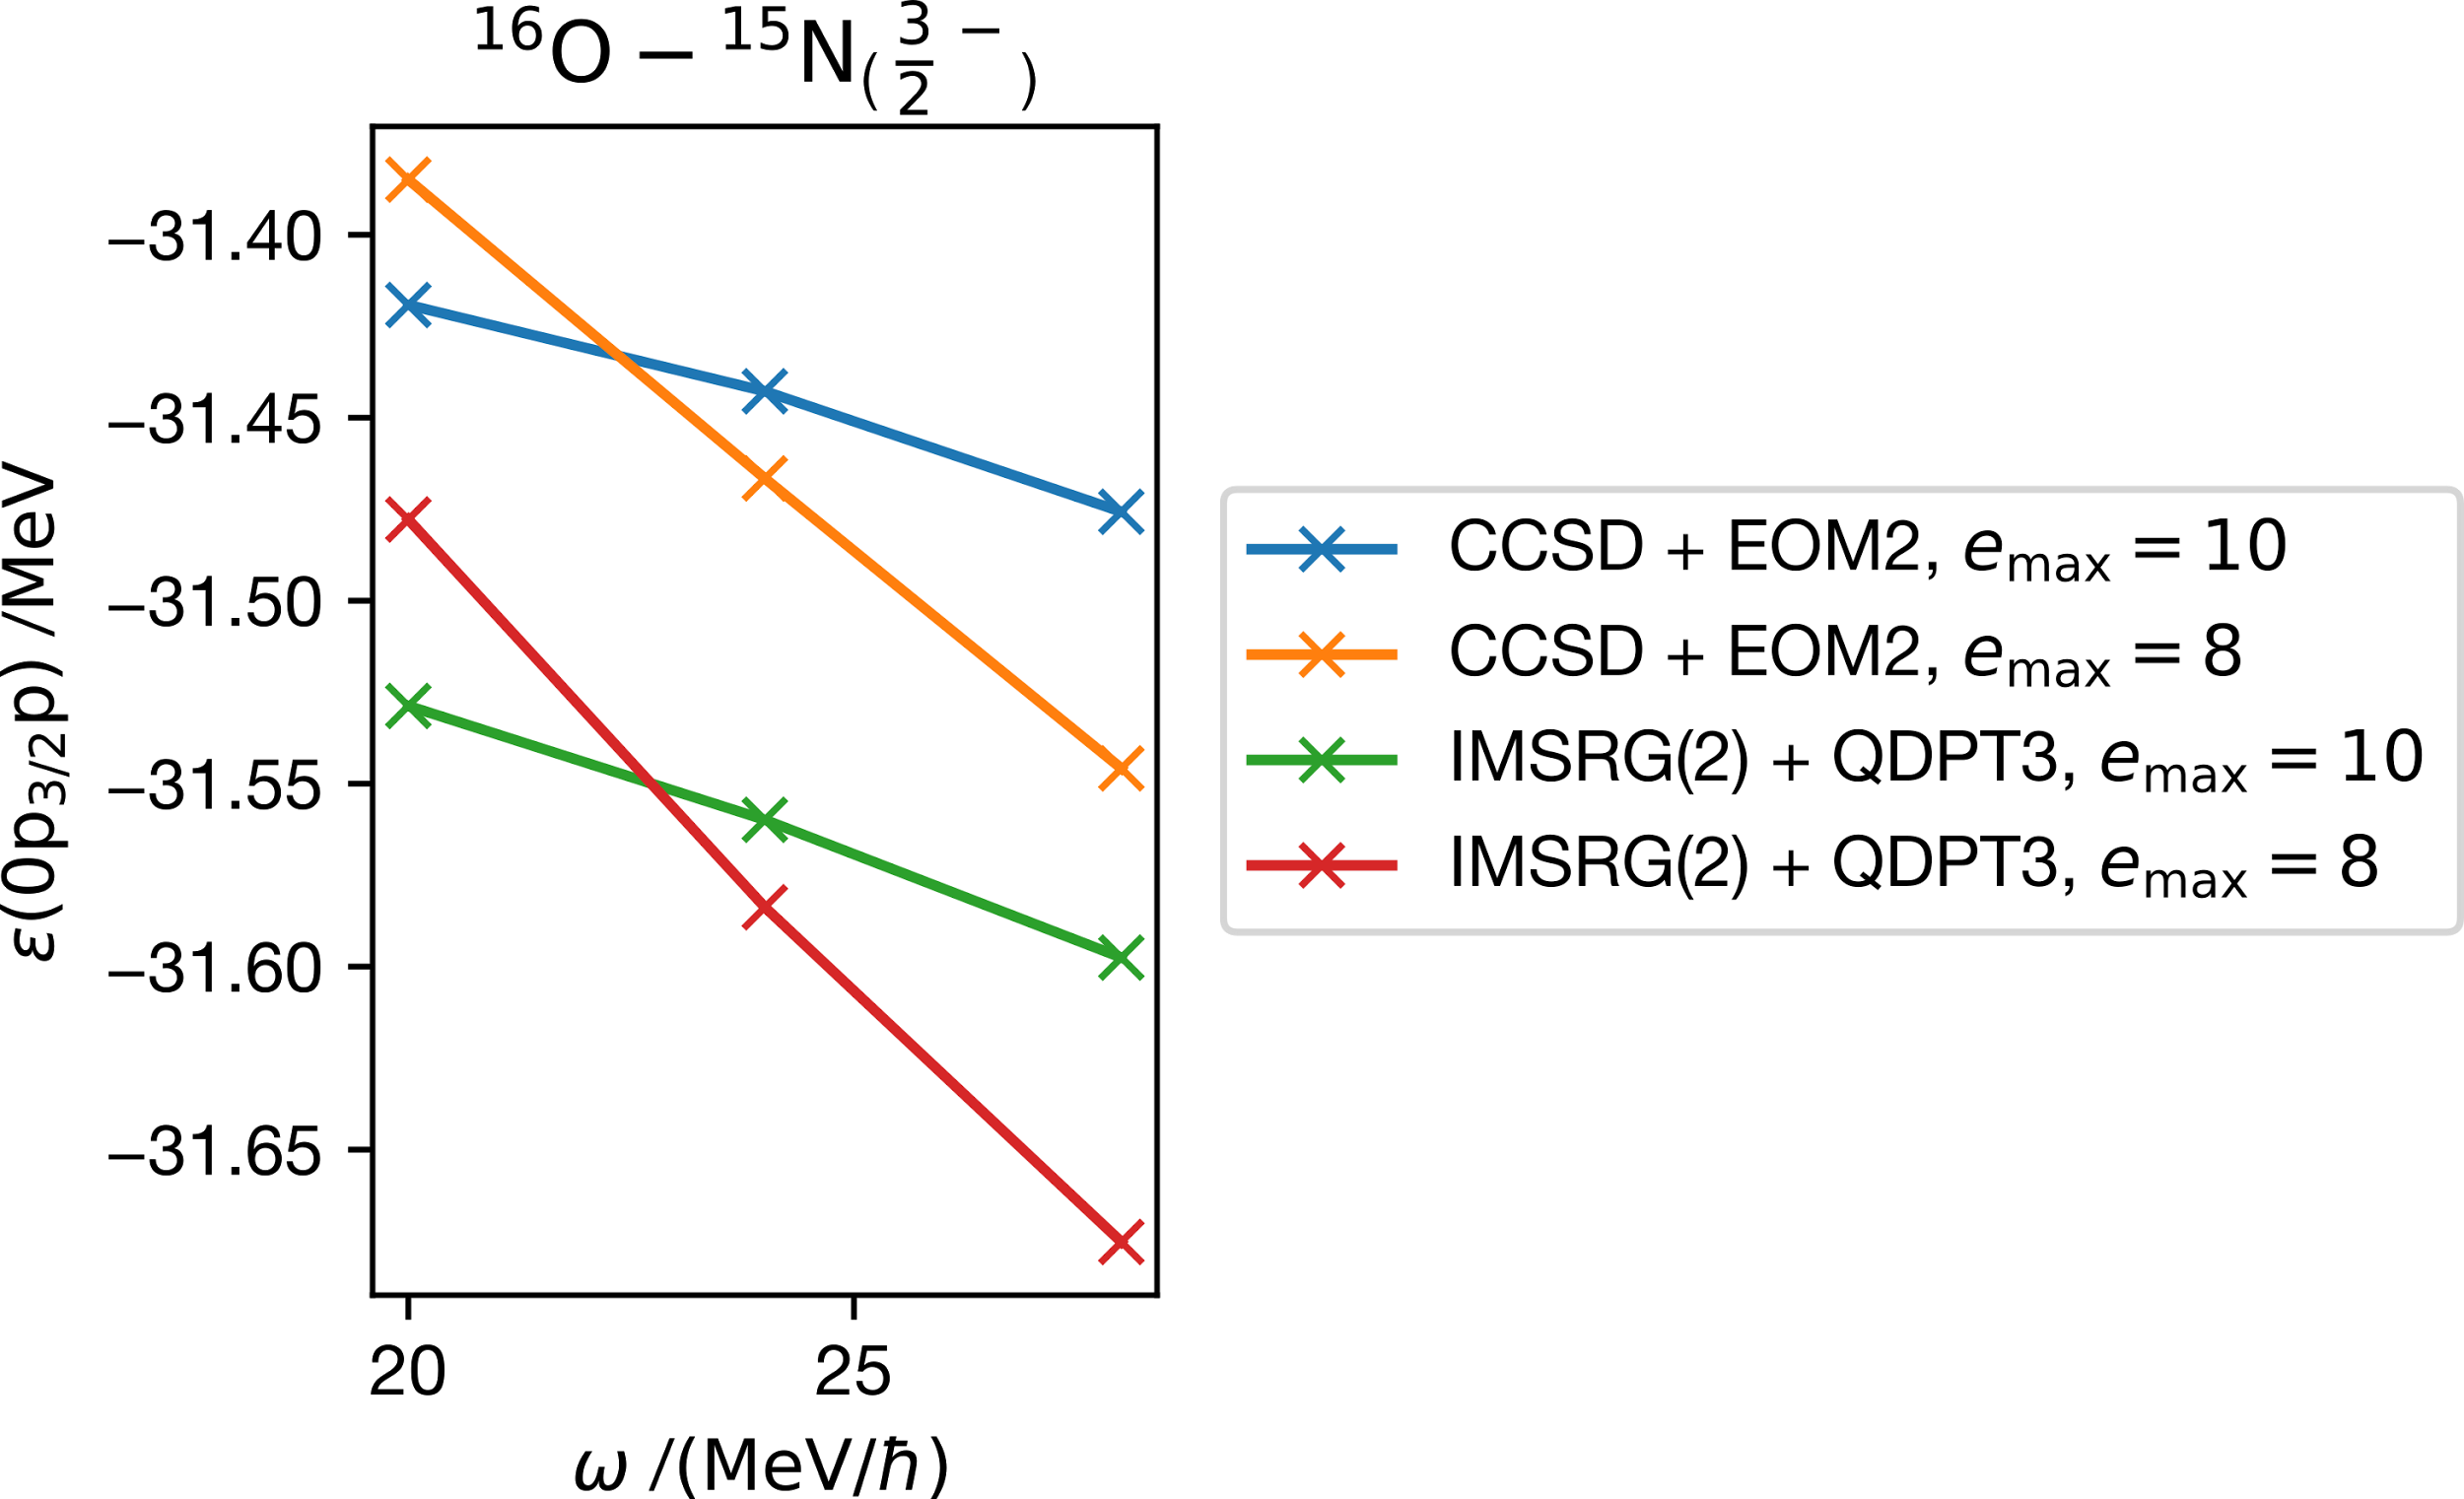 ¹⁶O − ¹⁵N₍₃⁄₂ ⁻₎
−31.40
−31.45
−31.50
−31.55
−31.60
−31.65
ε(0p₃/₂p) /MeV
20 25
ω /(MeV/ħ)
CCSD + EOM2, eₘₐₓ = 10
CCSD + EOM2, eₘₐₓ = 8
IMSRG(2) + QDPT3, eₘₐₓ = 10
IMSRG(2) + QDPT3, eₘₐₓ = 8